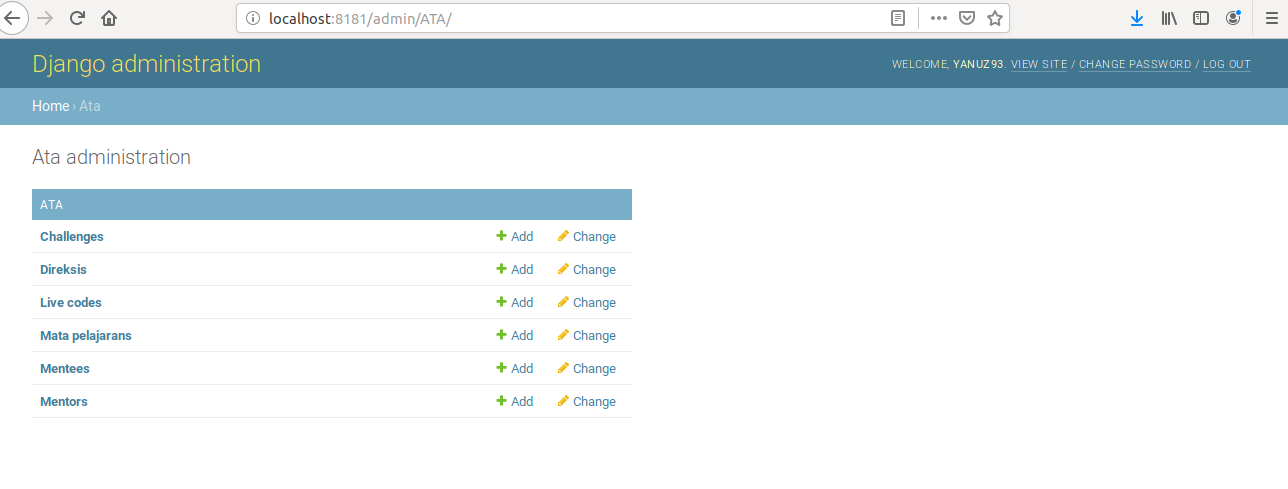 localhost:8181/admin/ATA/
Django administration
WELCOME, YANUZ93. VIEW SITE / CHANGE PASSWORD / LOG OUT
Home › Ata
Ata administration
ATA
Challenges Add Change
Direksis Add Change
Live codes Add Change
Mata pelajarans Add Change
Mentees Add Change
Mentors Add Change